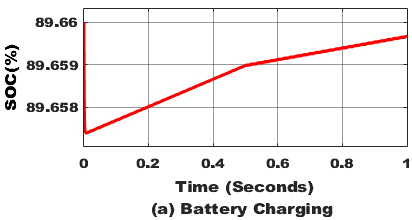 89.66
89.659
89.658
SOC(%)
0 0.2 0.4 0.6 0.8 1
Time (Seconds)
(a) Battery Charging